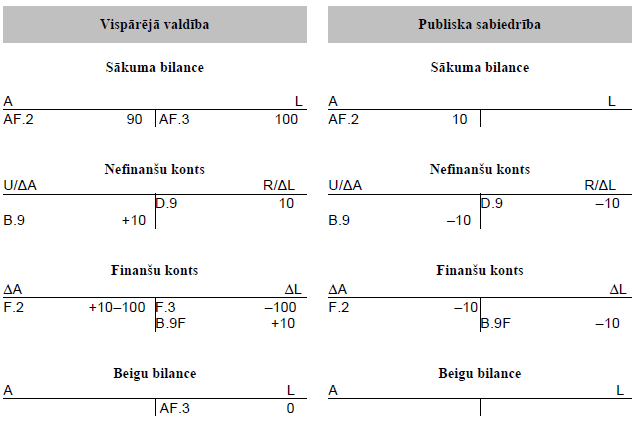 Vispārējā valdība
Sākuma bilance
A L
AF.2 90 AF.3 100
Nefinanšu konts
U/ΔA R/ΔL
D.9 10
B.9 +10
Finanšu konts
ΔA ΔL
F.2 +10–100 F.3 –100
B.9F +10
Beigu bilance
A L
AF.3 0
Publiska sabiedrība
Sākuma bilance
A L
AF.2 10
Nefinanšu konts
U/ΔA R/ΔL
D.9 –10
B.9 –10
Finanšu konts
ΔA ΔL
F.2 –10
B.9F –10
Beigu bilance
A L